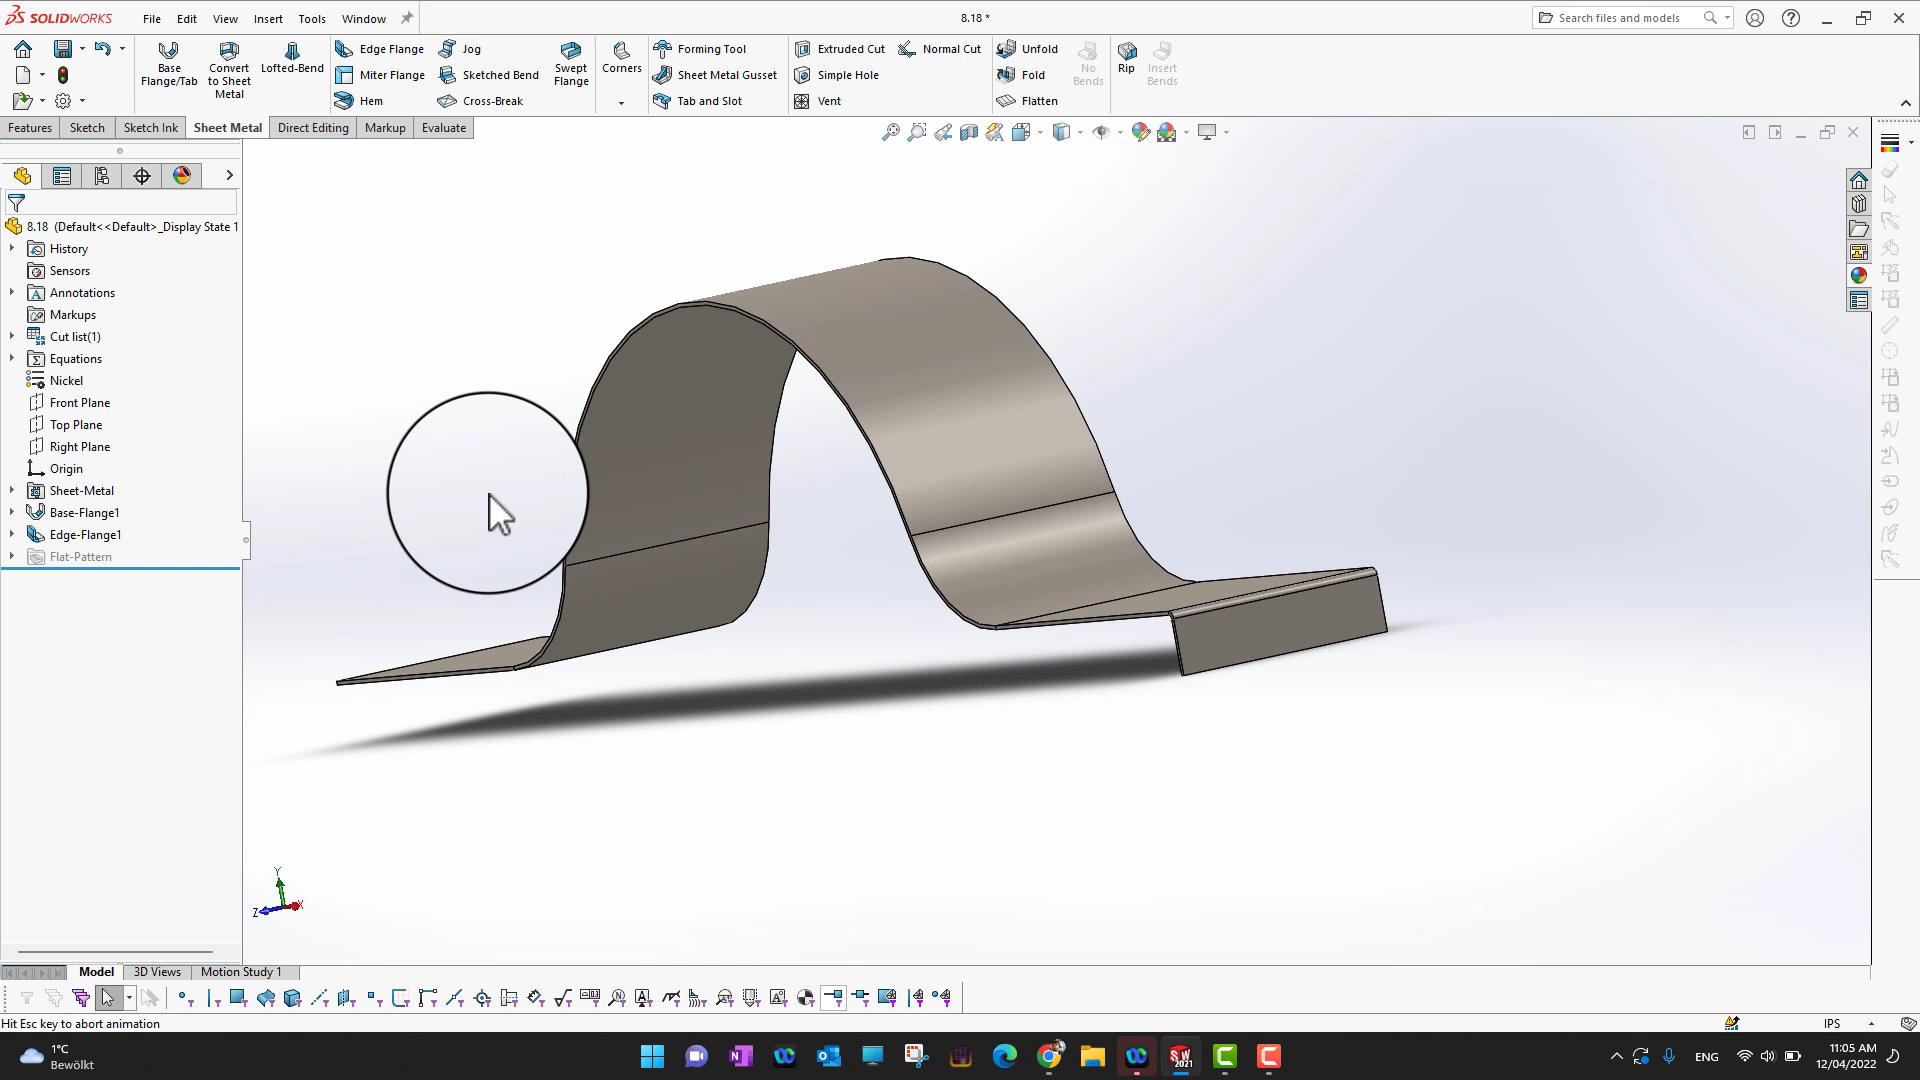 SOLIDWORKS File Edit View Insert Tools Window 8.18 * Search files and models
Base Flange/Tab Convert to Sheet Metal Lofted-Bend Edge Flange Miter Flange Hem Jog Sketched Bend Cross-Break Swept Flange Corners Forming Tool Sheet Metal Gusset Tab and Slot Extruded Cut Simple Hole Vent Normal Cut Unfold Fold Flatten No Bends Rip Insert Bends
Features Sketch Sketch Ink Sheet Metal Direct Editing Markup Evaluate
8.18 (Default<<Default>_Display State 1
History
Sensors
Annotations
Markups
Cut list(1)
Equations
Nickel
Front Plane
Top Plane
Right Plane
Origin
Sheet-Metal
Base-Flange1
Edge-Flange1
Flat-Pattern
Y
Z X
Model 3D Views Motion Study 1
Hit Esc key to abort animation IPS
1°C
Bewölkt
SW 2021
ENG
11:05 AM
12/04/2022